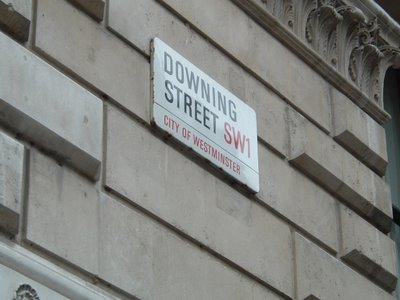 DOWNING
STREET SW1
CITY OF WESTMINSTER